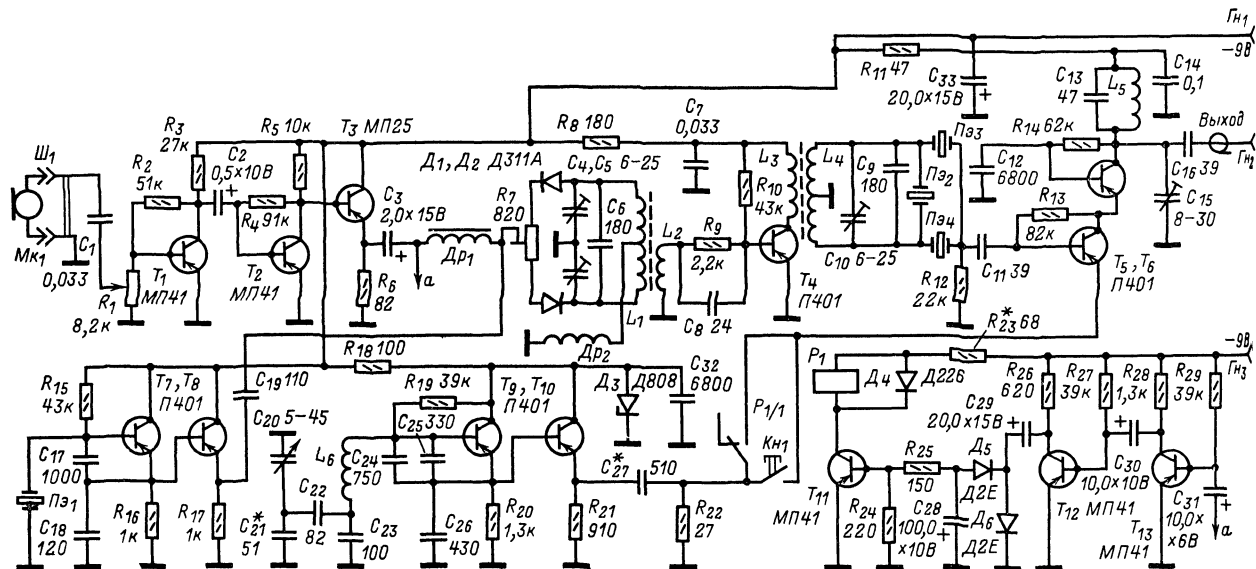 Гн1
−9В
R11 47
C33
20,0×15В
+
C13
47
L5
C14
0,1
R3
27к
R5 10к
T3 МП25
R8 180
C7
0,033
R14 62к
Выход
Гн2
Ш1
R2
51к
C2
0,5×10В
+
Д1, Д2 Д311А
C4, C5 6-25
L3
L4
C9
180
Пэ3
Пэ2
Пэ4
C12
6800
C16 39
C15
8-30
R4 91к
C3
2,0×15В
+
R7
820
C6
180
R10
43к
R13
82к
Мк1
C1
0,033
Др1
а
L2
R9
2,2к
C10 6-25
C11 39
R1
8,2к
T1
МП41
T2
МП41
R6
82
L1
C8 24
T4
П401
R12
22к
T5, T6
П401
Др2
R23* 68
−9В
Гн3
R15
43к
T7, T8
П401
C19 110
R18 100
R19 39к
T9, T10
П401
Д3
Д808
C32
6800
P1
Д4
Д226
R26
620
R27
39к
R28
1,3к
R29
39к
C20 5-45
C25 330
P1/1
Кн1
C29
20,0×15В
+
Д5
C17
1000
L6
C24
750
C27* 510
R25
150
Д2Е
+
C30
10,0×10В
Пэ1
C22
82
T11
МП41
R24
220
C28
100,0
×10В
+
Д6
Д2Е
T12 МП41
T13
МП41
C31
10,0×
×6В
+
а
C18
120
R16
1к
R17
1к
C21*
51
C23
100
C26
430
R20
1,3к
R21
910
R22
27